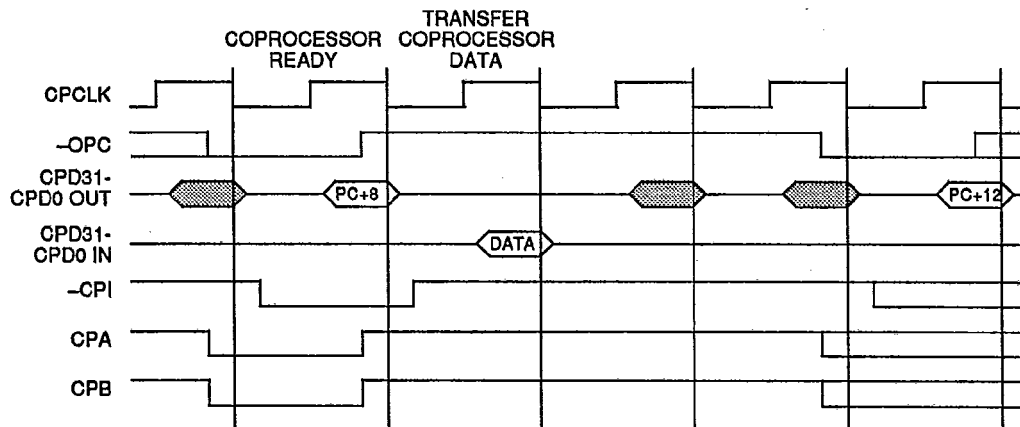 COPROCESSOR
READY
TRANSFER
COPROCESSOR
DATA
CPCLK
–OPC
CPD31-
CPD0 OUT
PC+8
PC+12
CPD31-
CPD0 IN
DATA
–CPI
CPA
CPB